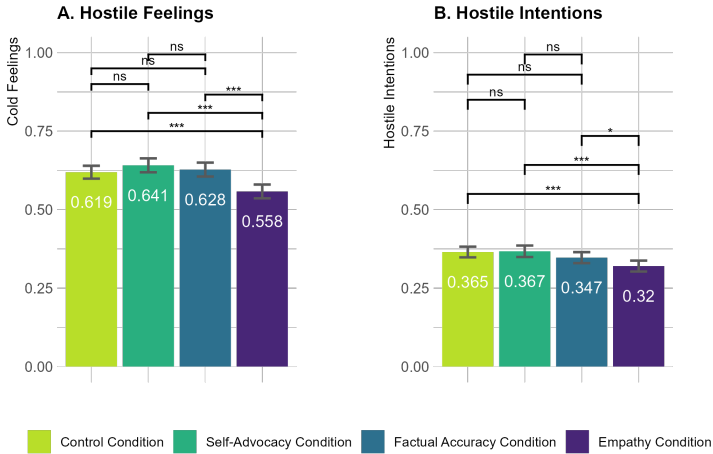 A. Hostile Feelings
Cold Feelings
1.00
0.75
0.50
0.25
0.00
ns
ns
ns
***
***
***
0.619
0.641
0.628
0.558
B. Hostile Intentions
Hostile Intentions
1.00
0.75
0.50
0.25
0.00
ns
ns
ns
*
***
***
0.365
0.367
0.347
0.32
Control Condition
Self-Advocacy Condition
Factual Accuracy Condition
Empathy Condition